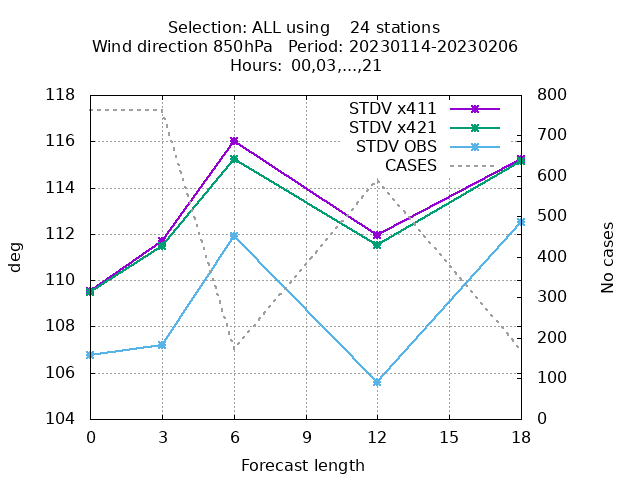 Selection: ALL using    24 stations
Wind direction 850hPa   Period: 20230114-20230206
Hours:  00,03,...,21
STDV x411
STDV x421
STDV OBS
CASES
118
116
114
112
110
108
106
104
deg
800
700
600
500
400
300
200
100
0
No cases
0 3 6 9 12 15 18
Forecast length